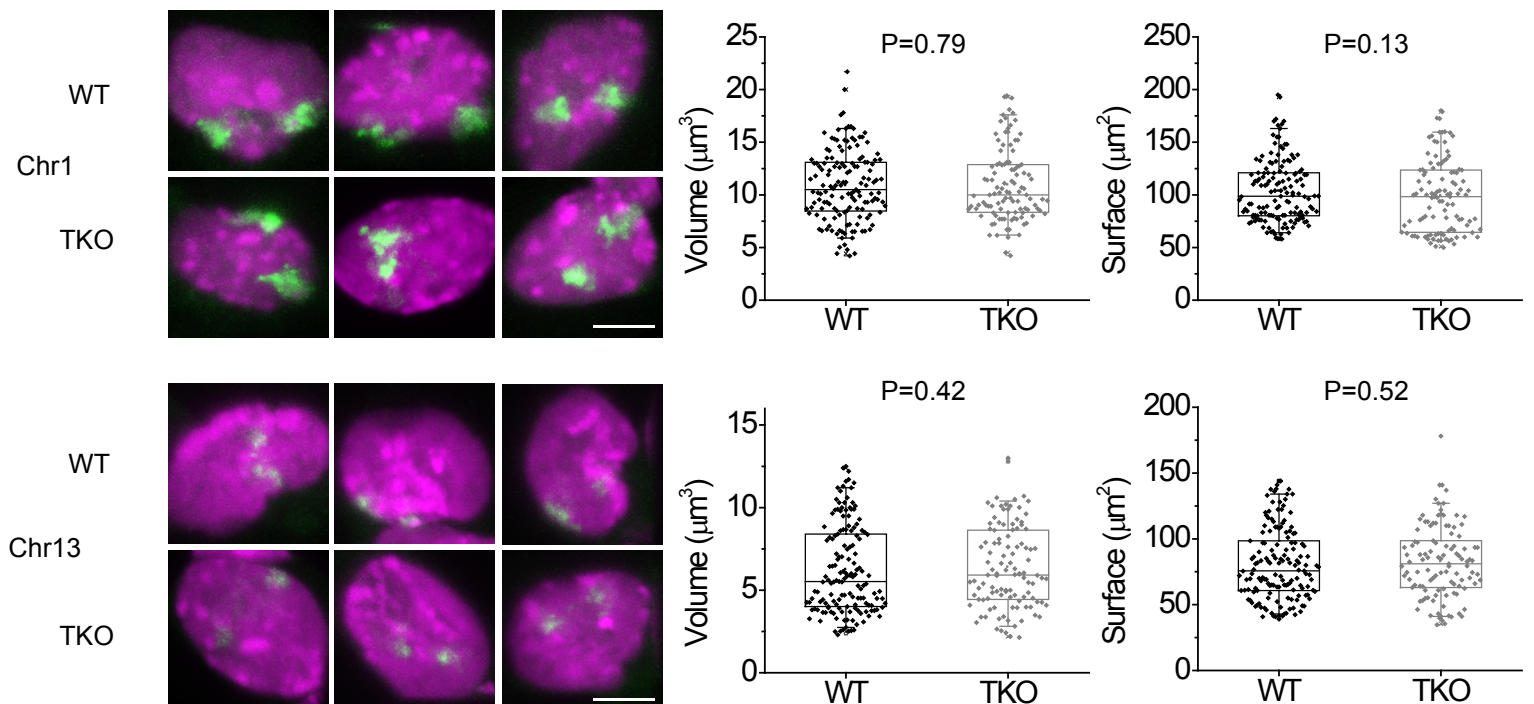 WT
Chr1
TKO
25
20
15
10
5
0
Volume (μm³)
P=0.79
WT
TKO
250
200
150
100
50
0
Surface (μm²)
P=0.13
WT
TKO
WT
Chr13
TKO
15
10
5
0
Volume (μm³)
P=0.42
WT
TKO
200
150
100
50
0
Surface (μm²)
P=0.52
WT
TKO